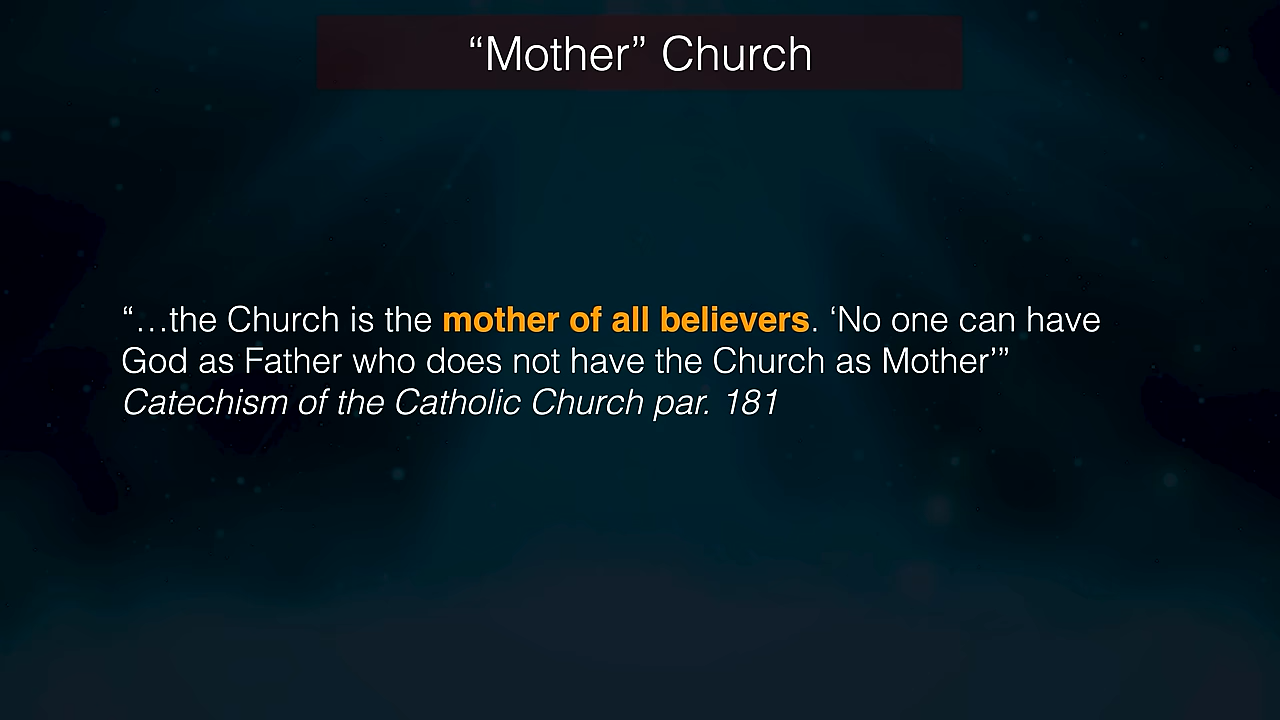 “Mother” Church
“…the Church is the mother of all believers. ‘No one can have
God as Father who does not have the Church as Mother’”
Catechism of the Catholic Church par. 181